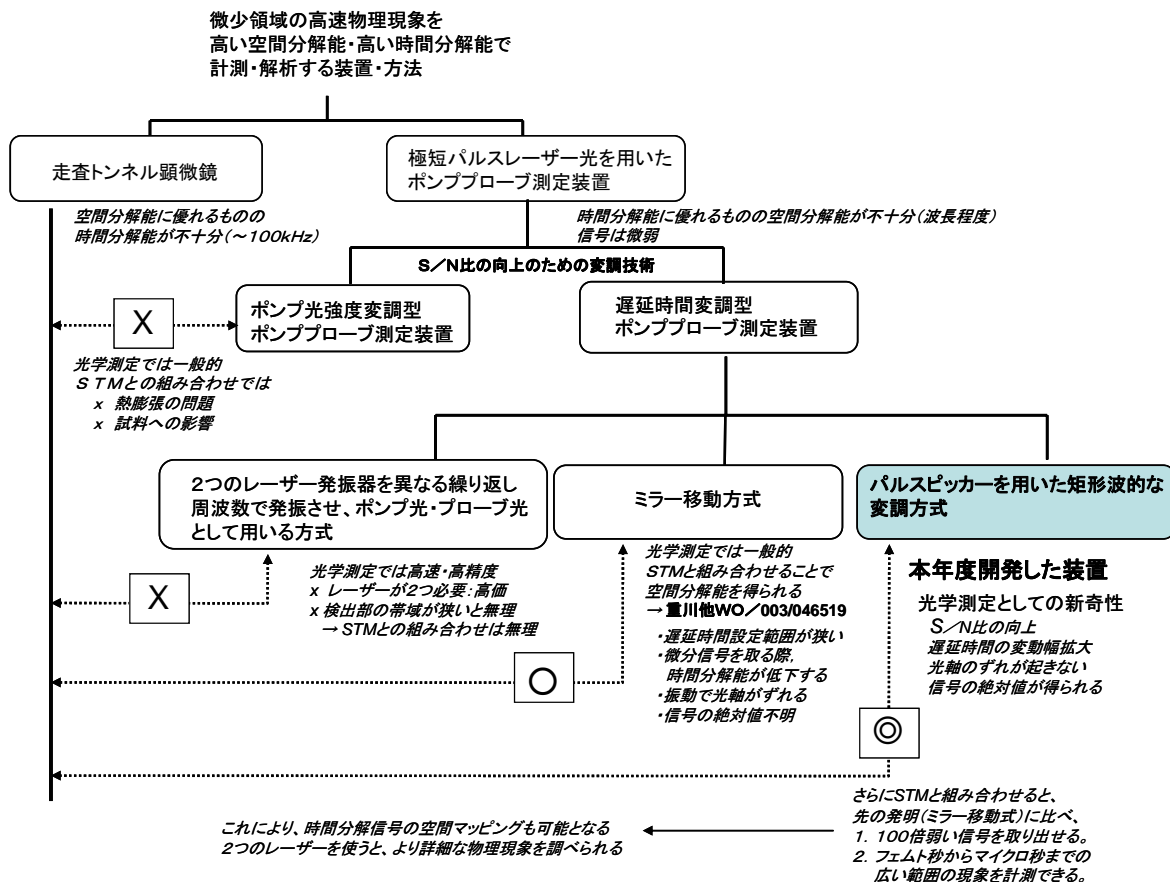 微少領域の高速物理現象を
高い空間分解能・高い時間分解能で
計測・解析する装置・方法
走査トンネル顕微鏡
極短パルスレーザー光を用いた
ポンププローブ測定装置
空間分解能に優れるものの
時間分解能が不十分(～100kHz)
時間分解能に優れるものの空間分解能が不十分(波長程度)
信号は微弱
S/N比の向上のための変調技術
ポンプ光強度変調型
ポンププローブ測定装置
遅延時間変調型
ポンププローブ測定装置
X
光学測定では一般的
STMとの組み合わせでは
x 熱膨張の問題
x 試料への影響
2つのレーザー発振器を異なる繰り返し
周波数で発振させ、ポンプ光・プローブ光
として用いる方式
ミラー移動方式
パルスピッカーを用いた矩形波的な
変調方式
X
光学測定では高速・高精度
x レーザーが2つ必要:高価
x 検出部の帯域が狭いと無理
→ STMとの組み合わせは無理
光学測定では一般的
STMと組み合わせることで
空間分解能を得られる
→ 重川他WO/003/046519
・遅延時間設定範囲が狭い
・微分信号を取る際,
時間分解能が低下する
・振動で光軸がずれる
・信号の絶対値不明
本年度開発した装置
光学測定としての新奇性
S/N比の向上
遅延時間の変動幅拡大
光軸のずれが起きない
信号の絶対値が得られる
○
◎
さらにSTMと組み合わせると、
先の発明(ミラー移動式)に比べ、
1. 100倍弱い信号を取り出せる。
2. フェムト秒からマイクロ秒までの
広い範囲の現象を計測できる。
これにより、時間分解信号の空間マッピングも可能となる
2つのレーザーを使うと、より詳細な物理現象を調べられる